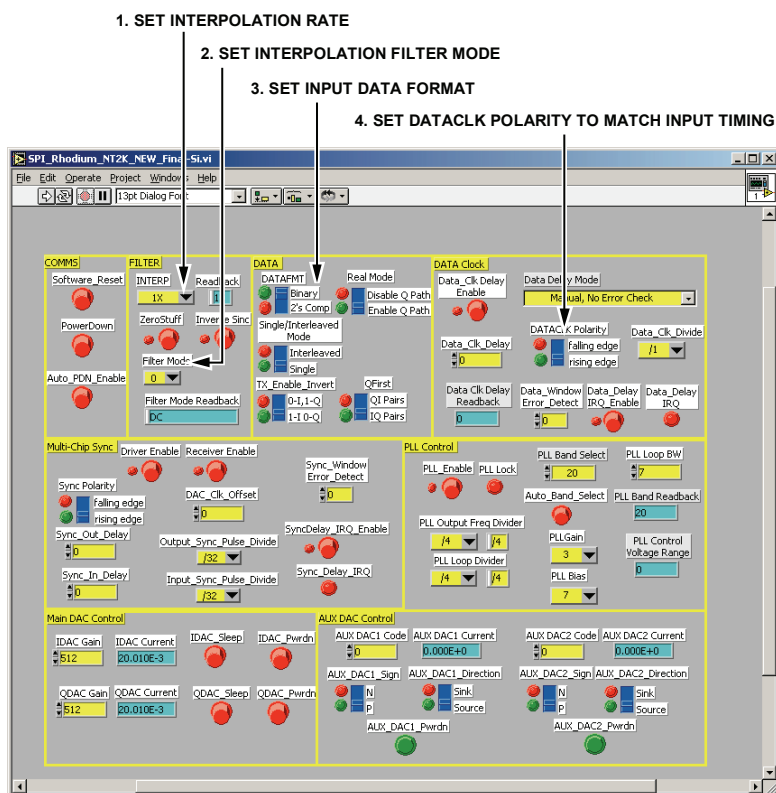 1. SET INTERPOLATION RATE
2. SET INTERPOLATION FILTER MODE
3. SET INPUT DATA FORMAT
4. SET DATACLK POLARITY TO MATCH INPUT TIMING
SPI_Rhodium_NT2K_NEW_Final-Si.vi
File Edit Operate Project Windows Help
13pt Dialog Font
1
COMMS
Software_Reset
PowerDown
Auto_PDN_Enable
FILTER
INTERP Readback
1X
ZeroStuff Inverse Sinc
Filter Mode
0
Filter Mode Readback
DC
DATA
DATAFMT Real Mode
Binary Disable Q Path
2's Comp Enable Q Path
Single/Interleaved
Mode
Interleaved
Single
TX_Enable_Invert QFirst
0-I,1-Q QI Pairs
1-I 0-Q IQ Pairs
DATA Clock
Data_Clk Delay
Enable
Data Delay Mode
Manual, No Error Check
DATACLK Polarity
falling edge
rising edge
Data_Clk_Divide
/1
Data_Clk_Delay
0
Data Clk Delay
Readback
0
Data_Window
Error_Detect
0
Data_Delay
IRQ_Enable
Data_Delay
IRQ
Multi-Chip Sync
Driver Enable Receiver Enable
Sync_Window
Error_Detect
0
Sync Polarity
falling edge
rising edge
DAC_Clk_Offset
0
Sync_Out_Delay
0
Output_Sync_Pulse_Divide
/32
SyncDelay_IRQ_Enable
Sync_In_Delay
0
Input_Sync_Pulse_Divide
/32
Sync_Delay_IRQ
PLL Control
PLL_Enable PLL Lock
PLL Band Select
20
PLL Loop BW
7
Auto_Band_Select
PLL Band Readback
20
PLL Output Freq Divider
/4 /4
PLL Loop Divider
/4 /4
PLLGain
3
PLL Bias
7
PLL Control
Voltage Range
0
Main DAC Control
IDAC Gain IDAC Current IDAC_Sleep IDAC_Pwrdn
512 20.010E-3
QDAC Gain QDAC Current QDAC_Sleep QDAC_Pwrdn
512 20.010E-3
AUX DAC Control
AUX DAC1 Code AUX DAC1 Current
0 0.000E+0
AUX_DAC1_Sign AUX_DAC1_Direction
N Sink
P Source
AUX_DAC1_Pwrdn
AUX DAC2 Code AUX DAC2 Current
0 0.000E+0
AUX_DAC2_Sign AUX_DAC2_Direction
N Sink
P Source
AUX_DAC2_Pwrdn